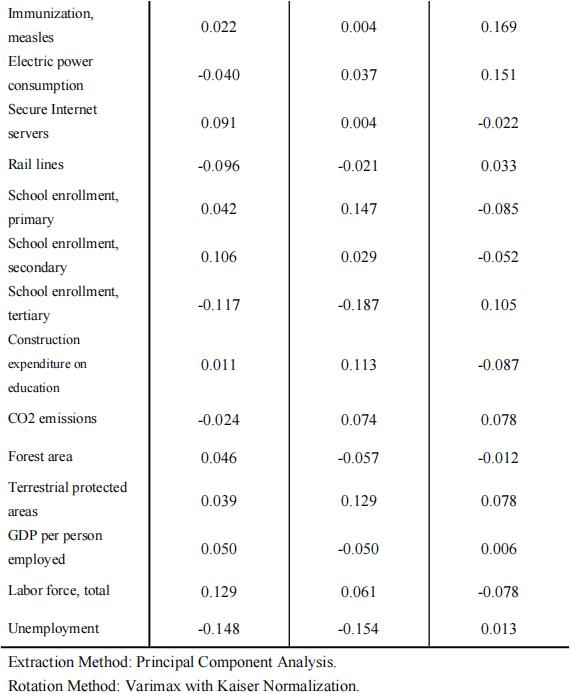 Immunization,
measles 0.022 0.004 0.169
Electric power
consumption -0.040 0.037 0.151
Secure Internet
servers 0.091 0.004 -0.022
Rail lines -0.096 -0.021 0.033
School enrollment,
primary 0.042 0.147 -0.085
School enrollment,
secondary 0.106 0.029 -0.052
School enrollment,
tertiary -0.117 -0.187 0.105
Construction
expenditure on 0.011 0.113 -0.087
education
CO2 emissions -0.024 0.074 0.078
Forest area 0.046 -0.057 -0.012
Terrestrial protected
areas 0.039 0.129 0.078
GDP per person
employed 0.050 -0.050 0.006
Labor force, total 0.129 0.061 -0.078
Unemployment -0.148 -0.154 0.013
Extraction Method: Principal Component Analysis.
Rotation Method: Varimax with Kaiser Normalization.